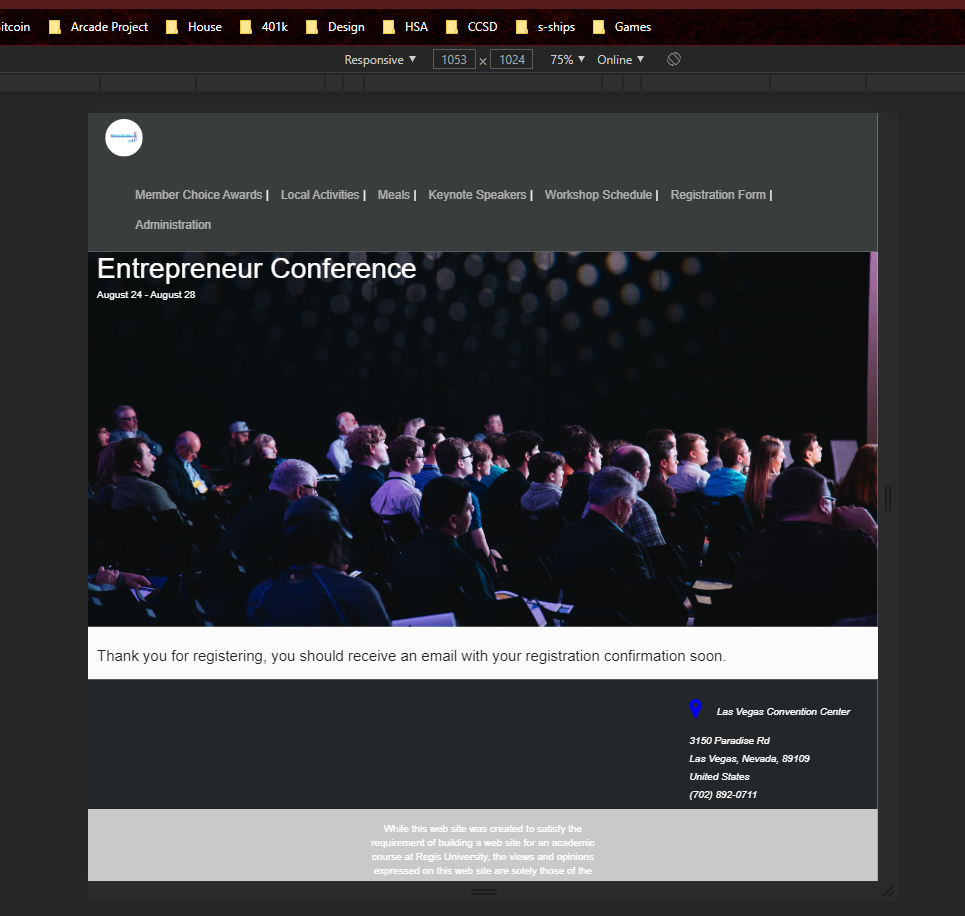 itcoin Arcade Project House 401k Design HSA CCSD s-ships Games
Responsive ▼ 1053 × 1024 75% ▼ Online ▼
Member Choice Awards | Local Activities | Meals | Keynote Speakers | Workshop Schedule | Registration Form |
Administration
Entrepreneur Conference
August 24 - August 28
Thank you for registering, you should receive an email with your registration confirmation soon.
Las Vegas Convention Center
3150 Paradise Rd
Las Vegas, Nevada, 89109
United States
(702) 892-0711
While this web site was created to satisfy the
requirement of building a web site for an academic
course at Regis University, the views and opinions
expressed on this web site are solely those of the